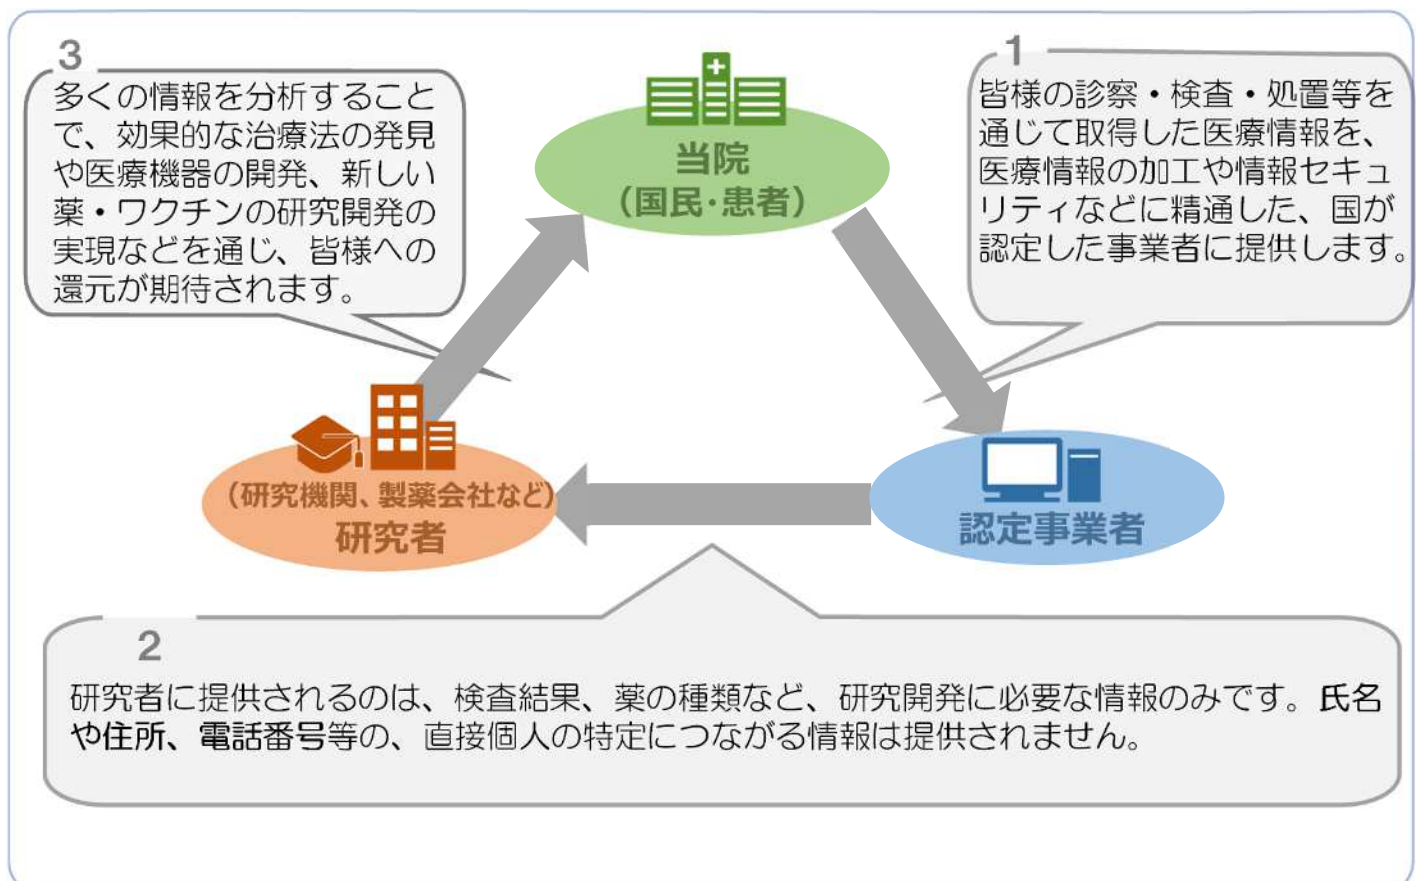 3
多くの情報を分析すること
で、効果的な治療法の発見
や医療機器の開発、新しい
薬・ワクチンの研究開発の
実現などを通じ、皆様への
還元が期待されます。
当院
（国民・患者）
1
皆様の診察・検査・処置等を
通じて取得した医療情報を、
医療情報の加工や情報セキュ
リティなどに精通した、国が
認定した事業者に提供します。
（研究機関、製薬会社など）
研究者
認定事業者
2
研究者に提供されるのは、検査結果、薬の種類など、研究開発に必要な情報のみです。氏名
や住所、電話番号等の、直接個人の特定につながる情報は提供されません。